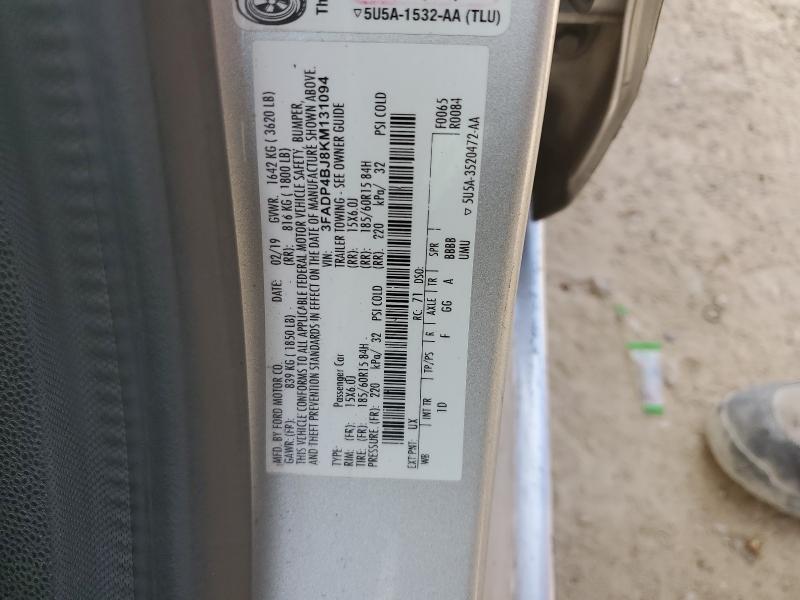 Th
▽5U5A-1532-AA (TLU)
MFD. BY FORD MOTOR CO. DATE: 02/19 GVWR: 1642 KG ( 3620 LB)
GAWR: (FR): 839 KG ( 1850 LB) (RR): 816 KG ( 1800 LB)
THIS VEHICLE CONFORMS TO ALL APPLICABLE FEDERAL MOTOR VEHICLE SAFETY, BUMPER,
AND THEFT PREVENTION STANDARDS IN EFFECT ON THE DATE OF MANUFACTURE SHOWN ABOVE.
VIN: 3FADP4BJ8KM131094
TYPE: Passenger Car TRAILER TOWING - SEE OWNER GUIDE
RIM: (FR): 15X6.0J (RR): 15X6.0J
TIRE: (FR): 185/60R15 84H (RR): 185/60R15 84H
PRESSURE (FR): 220 kPa/ 32 PSI COLD (RR): 220 kPa/ 32 PSI COLD
F0065
EXT PNT: UX RC: 71 DSO: R0084
WB INT TR TP/PS R AXLE TR SPR
1D F GG A BBBB
UMU
▽5U5A-3520472-AA